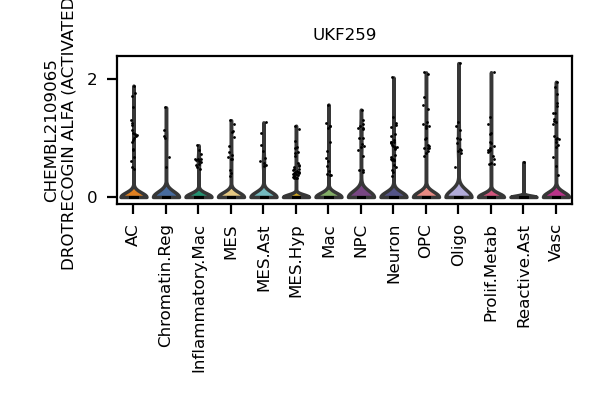 UKF259
CHEMBL2109065
DROTRECOGIN ALFA (ACTIVATED
2
0
AC
Chromatin.Reg
Inflammatory.Mac
MES
MES.Ast
MES.Hyp
Mac
NPC
Neuron
OPC
Oligo
Prolif.Metab
Reactive.Ast
Vasc